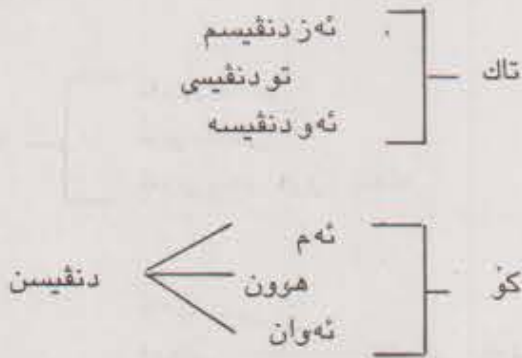 ئەز دنڤیسم
تاك
تو دنڤیسی
ئەو دنڤیسە
ئەم
کۆ
هوون
دنڤیسن
ئەوان